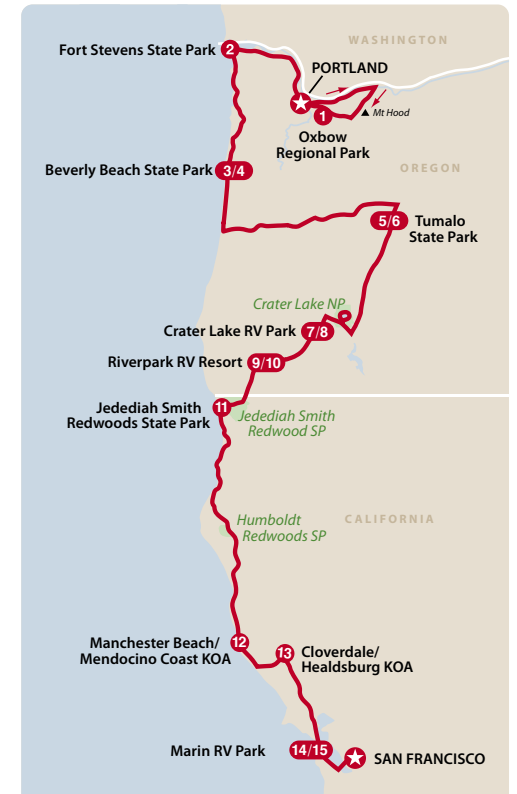 WASHINGTON
Fort Stevens State Park
2
PORTLAND
Mt Hood
1
Oxbow
Regional Park
OREGON
Beverly Beach State Park
3/4
5/6
Tumalo
State Park
Crater Lake NP
Crater Lake RV Park
7/8
Riverpark RV Resort
9/10
Jedediah Smith
Redwoods State Park
11
Jedediah Smith
Redwood SP
Humboldt
Redwoods SP
CALIFORNIA
Manchester Beach/
Mendocino Coast KOA
12
13
Cloverdale/
Healdsburg KOA
Marin RV Park
14/15
SAN FRANCISCO